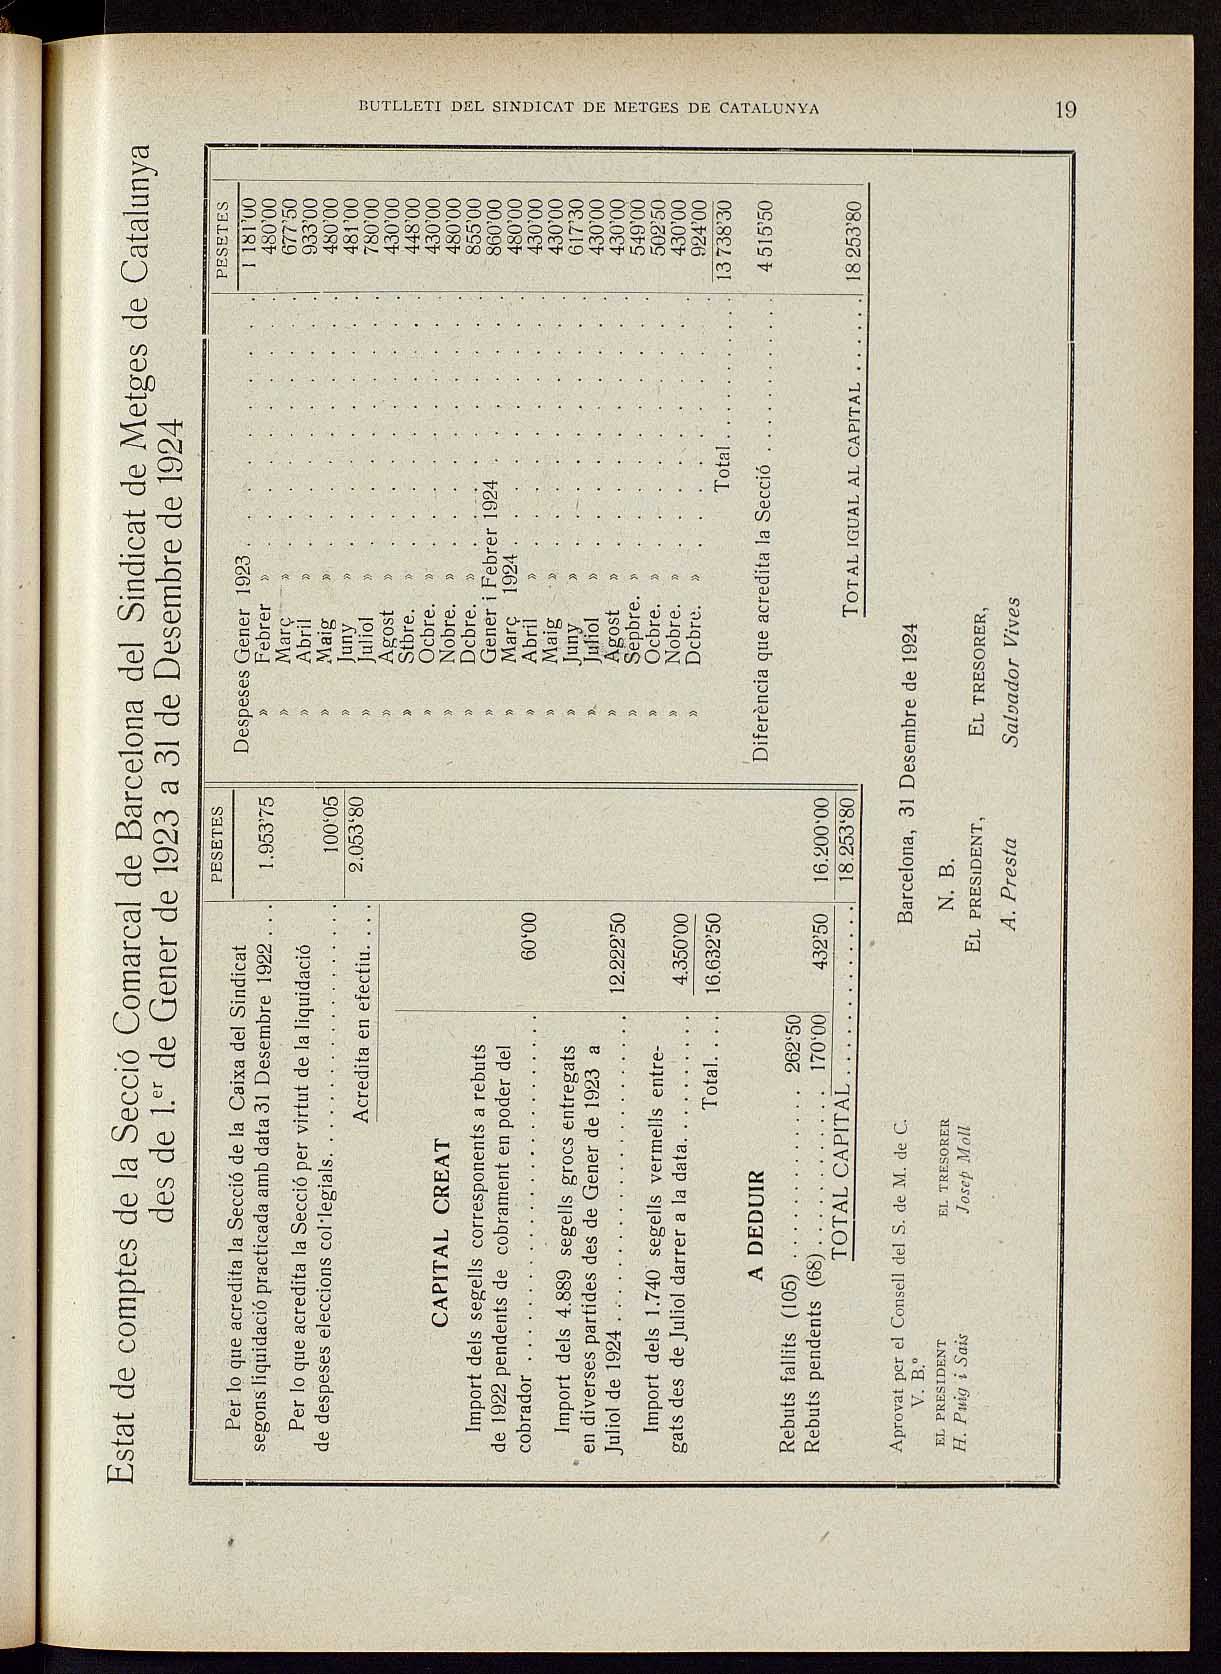 BUTLLETI DEL SINDICAT DE METGES DE CATALUNYA 19
Estat de comptes de la Secció Comarcal de Barcelona del Sindicat de Metges de Catalunya
des de 1.er de Gener de 1923 a 31 de Desembre de 1924
PESETES
Per lo que acredita la Secció de la Caixa del Sindicat
segons liquidació practicada amb data 31 Desembre 1922 . . . 1.953'75
Per lo que acredita la Secció per virtut de la liquidació
de despeses eleccions col·legials. . . . . . . . . . . . . . . . 100'05
Acredita en efectiu. . . . 2.053'80
CAPITAL CREAT
Import dels segells corresponents a rebuts
de 1922 pendents de cobrament en poder del
cobrador . . . . . . . . . . . . . . . . . . . . 60'00
Import dels 4.889 segells grocs entregats
en diverses partides des de Gener de 1923 a
Juliol de 1924 . . . . . . . . . . . . . . . . . . 12.222'50
Import dels 1.740 segells vermells entre-
gats des de Juliol darrer a la data. . . . . . . . . 4.350'00
Total. . . . . 16.632'50
A DEDUIR
Rebuts fallits (105) . . . . . . . . . . . 262'50
Rebuts pendents (68) . . . . . . . . . . 170'00 432'50 16.200'00
TOTAL CAPITAL . . . . . . . . . . . . . . . 18.253'80
PESETES
Despeses Gener 1923 . . . . . . . . . . 1 181'00
» Febrer » . . . . . . . . . . 480'00
» Març » . . . . . . . . . . 677'50
» Abril » . . . . . . . . . . 933'00
» Maig » . . . . . . . . . . 480'00
» Juny » . . . . . . . . . . 481'00
» Juliol » . . . . . . . . . . 780'00
» Agost » . . . . . . . . . . 430'00
» Stbre. » . . . . . . . . . . 448'00
» Ocbre. » . . . . . . . . . . 430'00
» Nobre. » . . . . . . . . . . 480'00
» Dcbre. » . . . . . . . . . . 855'00
» Gener i Febrer 1924 . . . . . . . . 860'00
» Març 1924 . . . . . . . . . . 480'00
» Abril » . . . . . . . . . . 430'00
» Maig » . . . . . . . . . . 430'00
» Juny » . . . . . . . . . . 617'30
» Juliol » . . . . . . . . . . 430'00
» Agost » . . . . . . . . . . 430'00
» Sepbre. » . . . . . . . . . . 549'00
» Ocbre. » . . . . . . . . . . 502'50
» Nobre. » . . . . . . . . . . 430'00
» Dcbre. » . . . . . . . . . . 924'00
Total . . . . . . . . . . . 13 738'30
Diferència que acredita la Secció . . . . . . . . . . . 4 515'50
TOTAL IGUAL AL CAPITAL . . . . . . 18 253'80
Aprovat per el Consell del S. de M. de C.
V. B.º
EL PRESIDENT EL TRESORER
H. Puig i Sais Josep Moll
Barcelona, 31 Desembre de 1924
N. B.
EL PRESIDENT, EL TRESORER,
A. Presta Salvador Vives